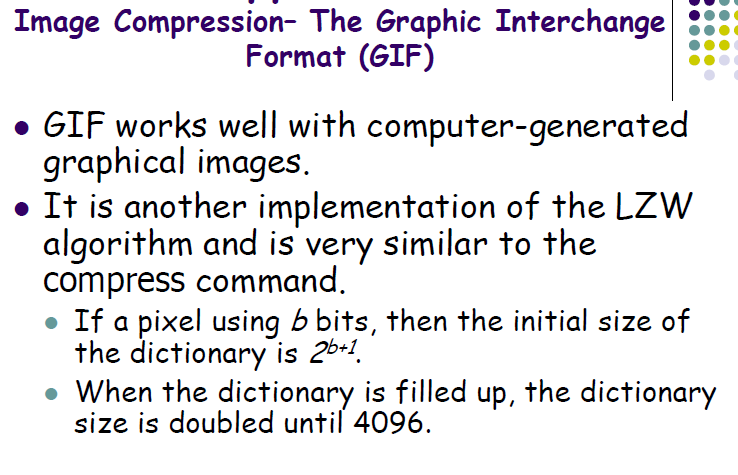 Image Compression– The Graphic Interchange
Format (GIF)
● GIF works well with computer-generated
graphical images.
● It is another implementation of the LZW
algorithm and is very similar to the
compress command.
● If a pixel using b bits, then the initial size of
the dictionary is 2^{b+1}.
● When the dictionary is filled up, the dictionary
size is doubled until 4096.